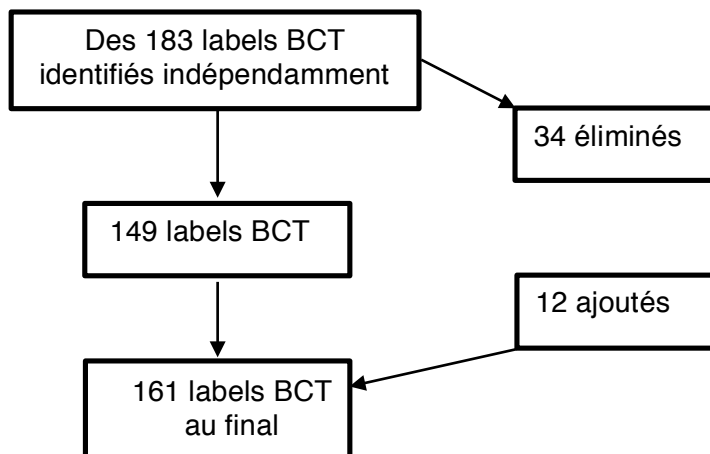 Des 183 labels BCT
identifiés indépendamment
34 éliminés
149 labels BCT
12 ajoutés
161 labels BCT
au final